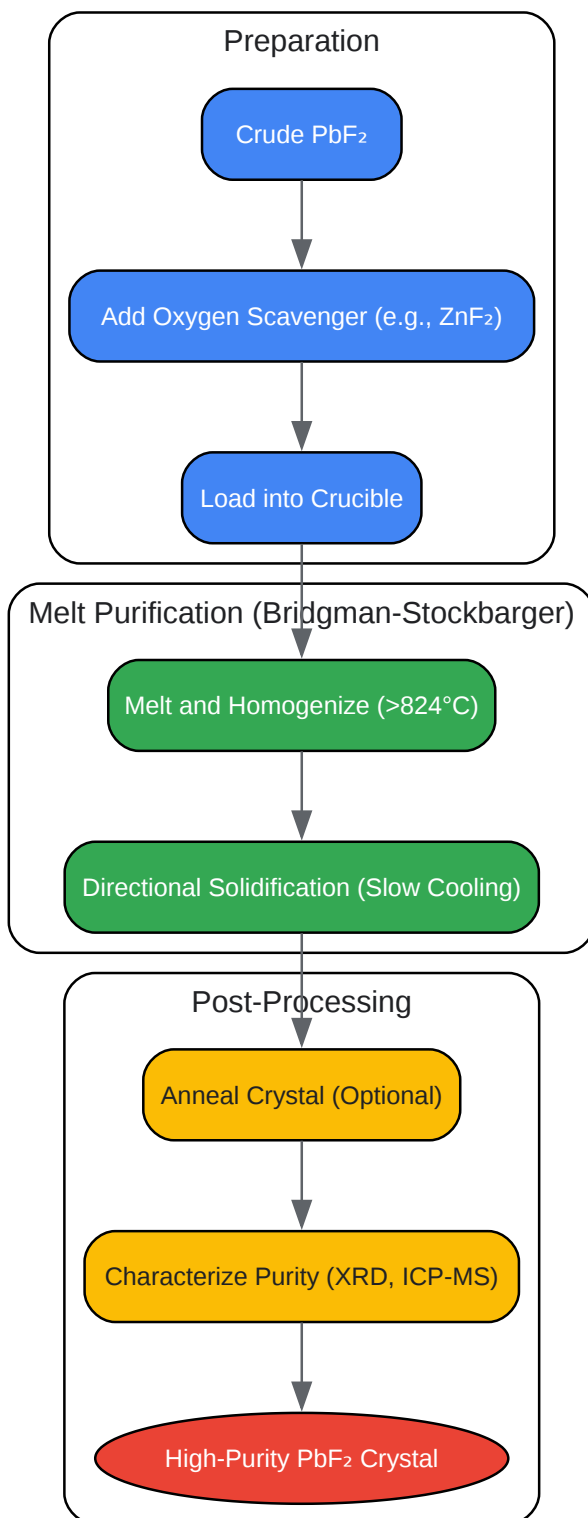 Preparation
Crude PbF₂
Add Oxygen Scavenger (e.g., ZnF₂)
Load into Crucible
Melt Purification (Bridgman-Stockbarger)
Melt and Homogenize (>824°C)
Directional Solidification (Slow Cooling)
Post-Processing
Anneal Crystal (Optional)
Characterize Purity (XRD, ICP-MS)
High-Purity PbF₂ Crystal